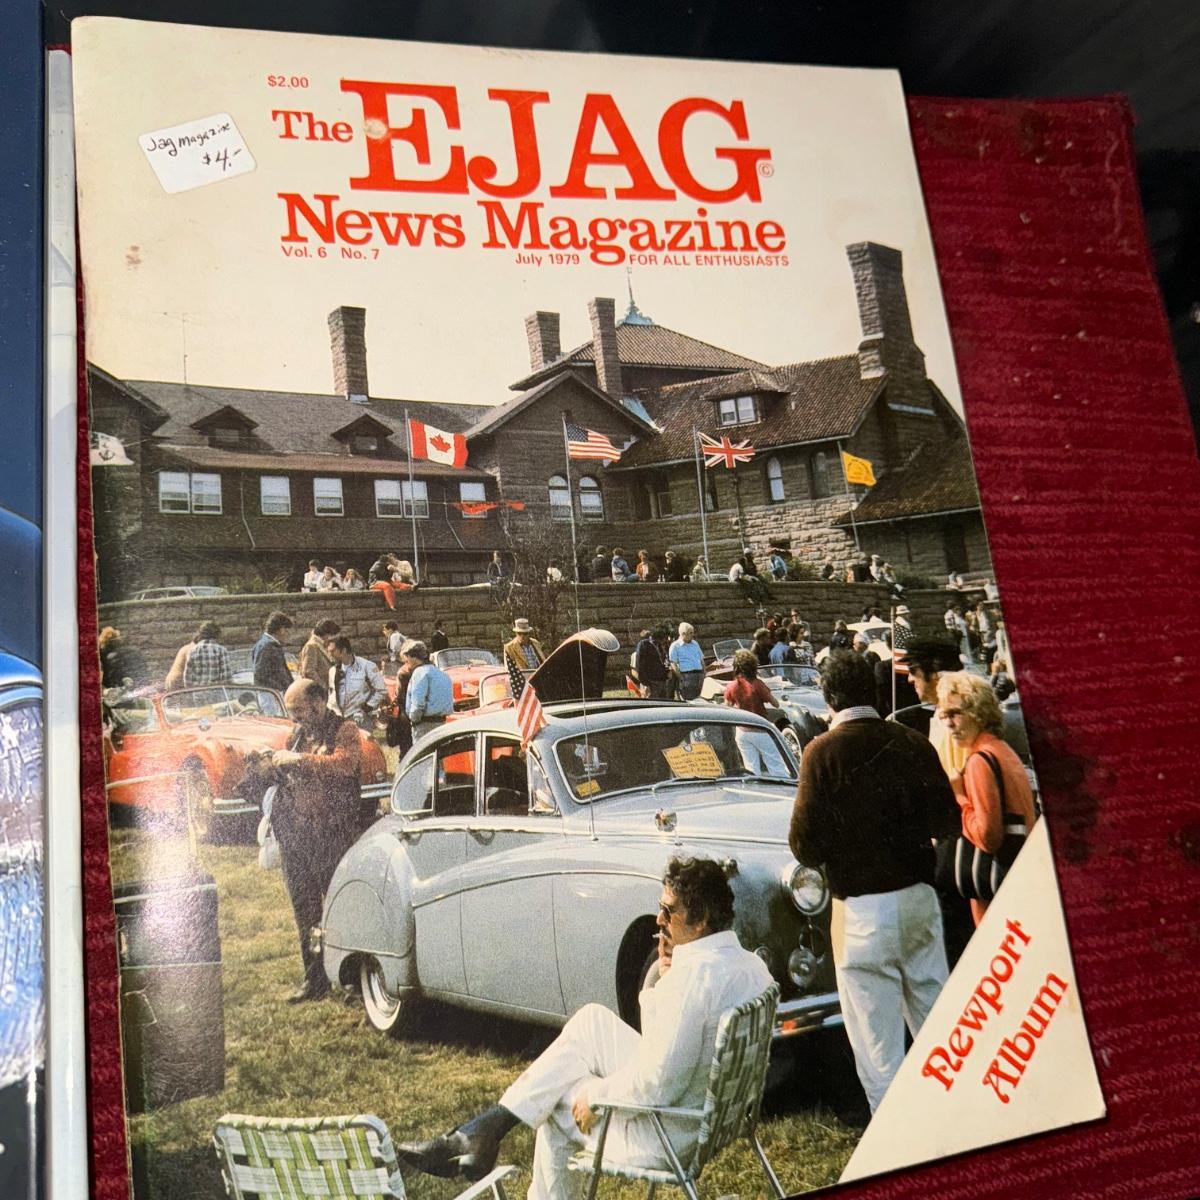 $2.00
The EJAG©
News Magazine
Vol. 6 No. 7 July 1979 FOR ALL ENTHUSIASTS
Jag magazine
$4.-
Newport
Album